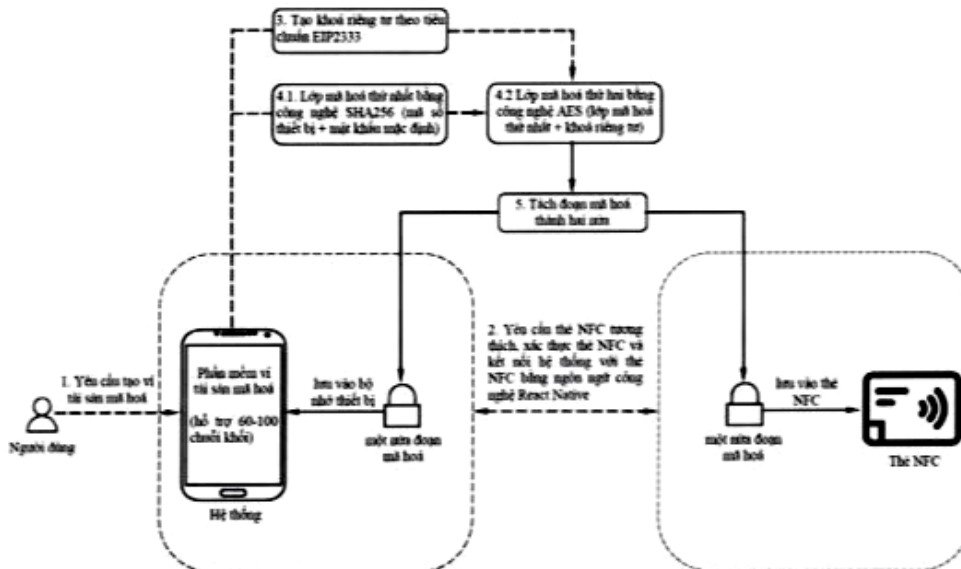 3. Tạo khoá riêng tư theo tiêu
chuẩn EIP2333
4.1. Lớp mã hoá thứ nhất bằng
công nghệ SHA256 (mã số
thiết bị + mật khẩu mặc định)
4.2 Lớp mã hoá thứ hai bằng
công nghệ AES (lớp mã hoá
thứ nhất + khoá riêng tư)
5. Tách đoạn mã hoá
thành hai nửa
1. Yêu cầu tạo ví
tài sản mã hoá
Người dùng
Phần mềm ví
tài sản mã hoá
(hỗ trợ 60-100
chuỗi khối)
Hệ thống
lưu vào bộ
nhớ thiết bị
một nửa đoạn
mã hoá
2. Yêu cầu thẻ NFC tương
thích, xác thực thẻ NFC và
kết nối hệ thống với thẻ
NFC bằng ngôn ngữ công
nghệ React Native
một nửa đoạn
mã hoá
lưu vào thẻ
NFC
Thẻ NFC